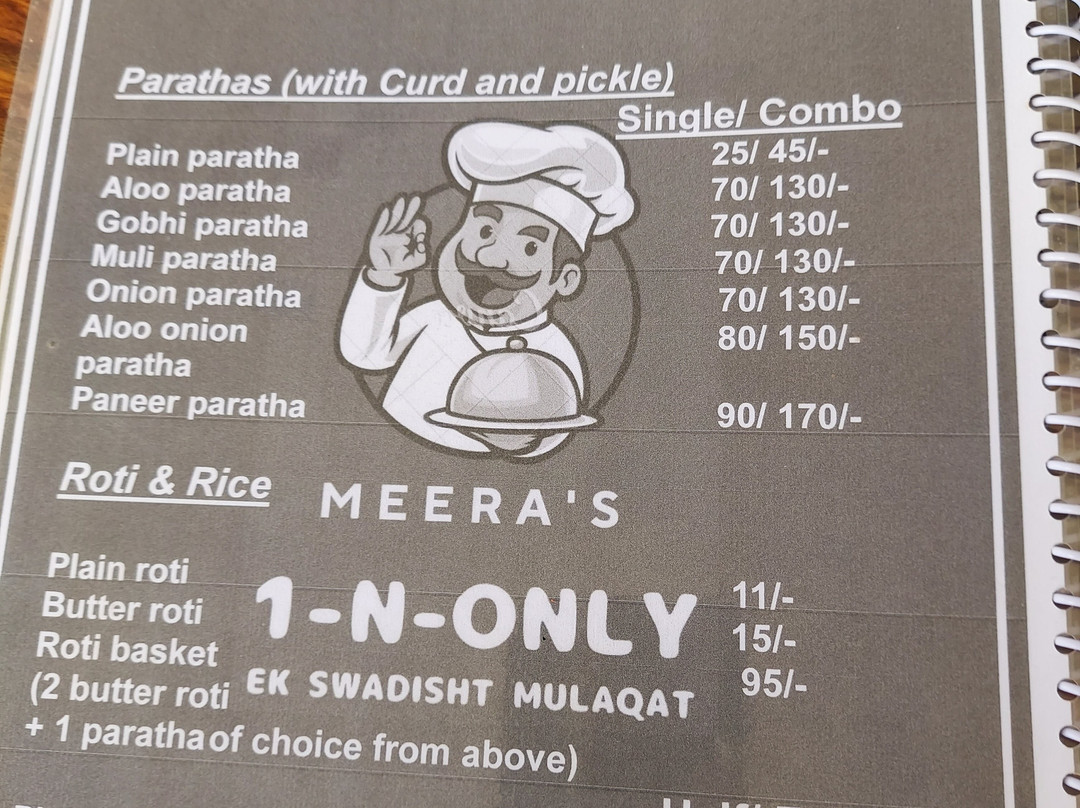 Parathas (with Curd and pickle)
Single/ Combo
Plain paratha 25/ 45/-
Aloo paratha 70/ 130/-
Gobhi paratha 70/ 130/-
Muli paratha 70/ 130/-
Onion paratha 70/ 130/-
Aloo onion 80/ 150/-
paratha
Paneer paratha 90/ 170/-
Roti & Rice
MEERA'S
1-N-ONLY
EK SWADISHT MULAQAT
Plain roti 11/-
Butter roti 15/-
Roti basket 95/-
(2 butter roti
+ 1 paratha of choice from above)